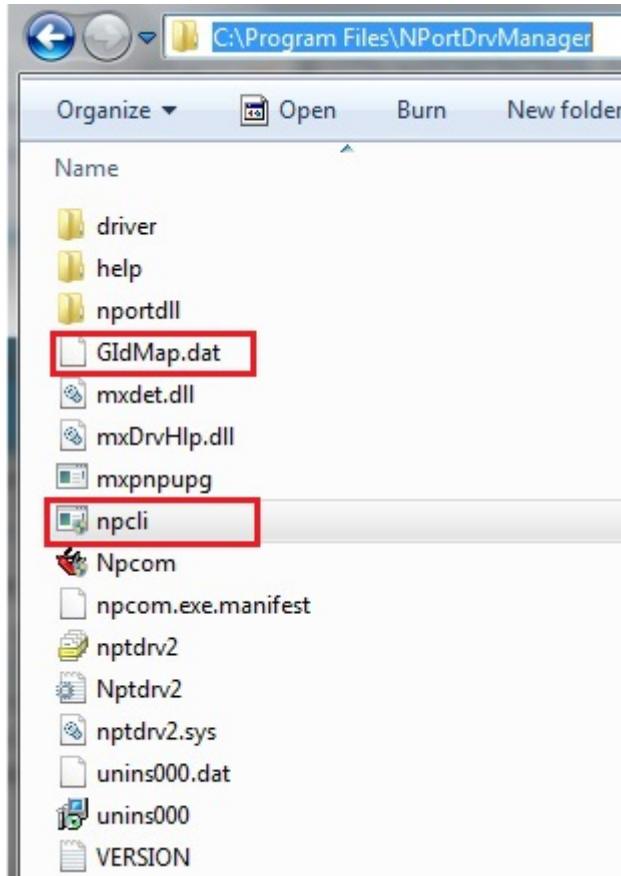 C:\Program Files\NPortDrvManager
Organize Open Burn New folder
Name
driver
help
nportdll
GIdMap.dat
mxdet.dll
mxDrvHlp.dll
mxpnpupg
npcli
Npcom
npcom.exe.manifest
nptdrv2
Nptdrv2
nptdrv2.sys
unins000.dat
unins000
VERSION